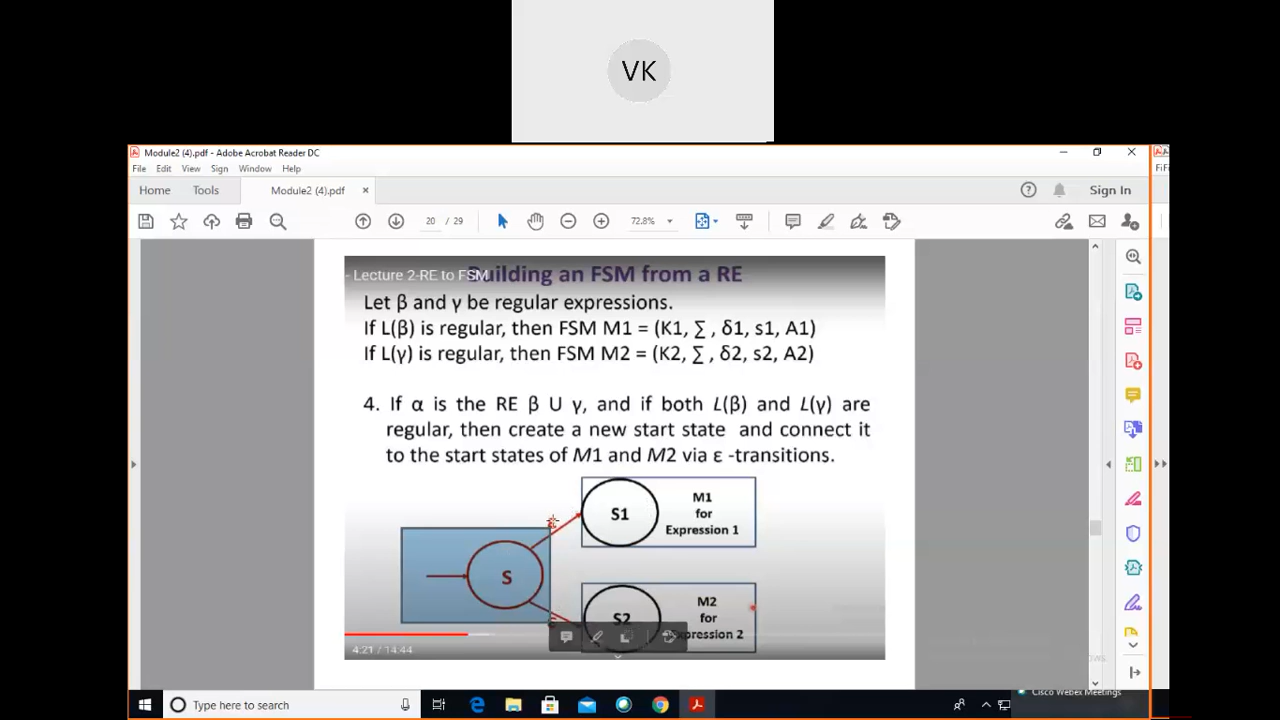 VK
Module2 (4).pdf - Adobe Acrobat Reader DC
File Edit View Sign Window Help
Home Tools Module2 (4).pdf × Sign In
20 / 29 72.8%
- Lecture 2-RE to FSM
Building an FSM from a RE
Let β and γ be regular expressions.
If L(β) is regular, then FSM M1 = (K1, ∑ , δ1, s1, A1)
If L(γ) is regular, then FSM M2 = (K2, ∑ , δ2, s2, A2)
4. If α is the RE β U γ, and if both L(β) and L(γ) are
regular, then create a new start state and connect it
to the start states of M1 and M2 via ε -transitions.
S1
M1
for
Expression 1
S
S2
M2
for
Expression 2
4:21 / 14:44
Type here to search
Cisco Webex Meetings